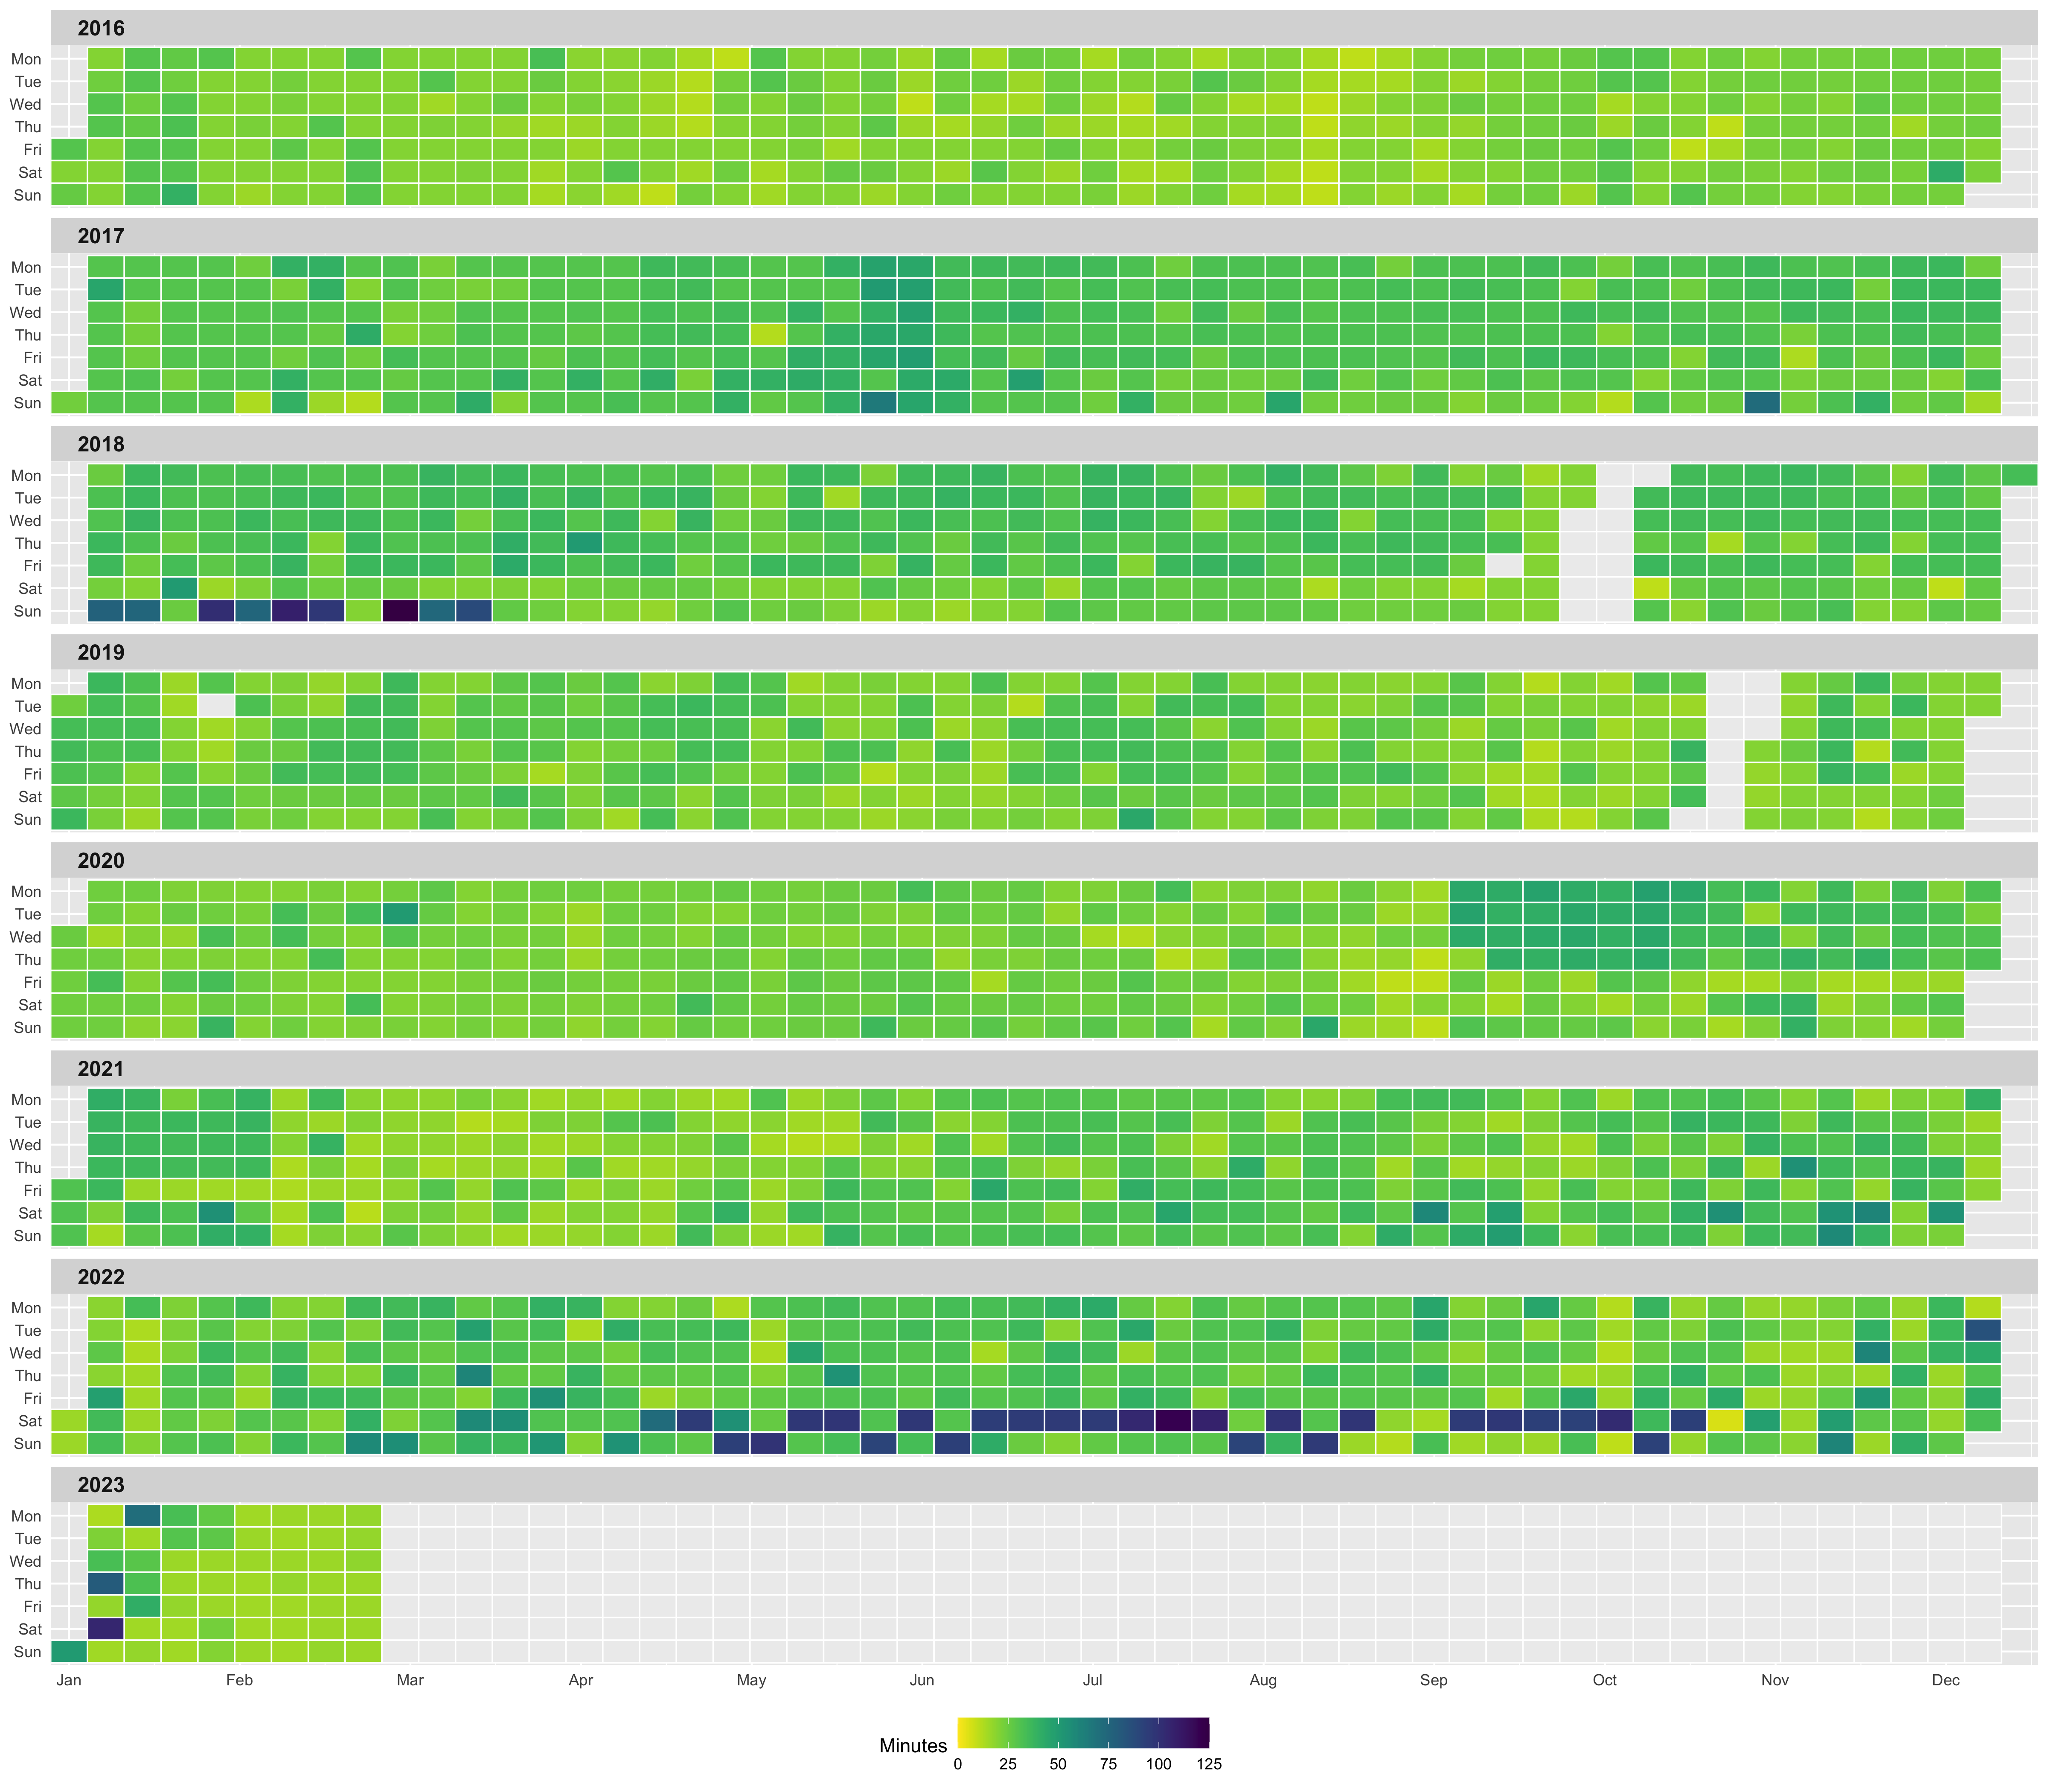 2016
Mon
Tue
Wed
Thu
Fri
Sat
Sun
2017
Mon
Tue
Wed
Thu
Fri
Sat
Sun
2018
Mon
Tue
Wed
Thu
Fri
Sat
Sun
2019
Mon
Tue
Wed
Thu
Fri
Sat
Sun
2020
Mon
Tue
Wed
Thu
Fri
Sat
Sun
2021
Mon
Tue
Wed
Thu
Fri
Sat
Sun
2022
Mon
Tue
Wed
Thu
Fri
Sat
Sun
2023
Mon
Tue
Wed
Thu
Fri
Sat
Sun
Jan Feb Mar Apr May Jun Jul Aug Sep Oct Nov Dec
Minutes
0 25 50 75 100 125